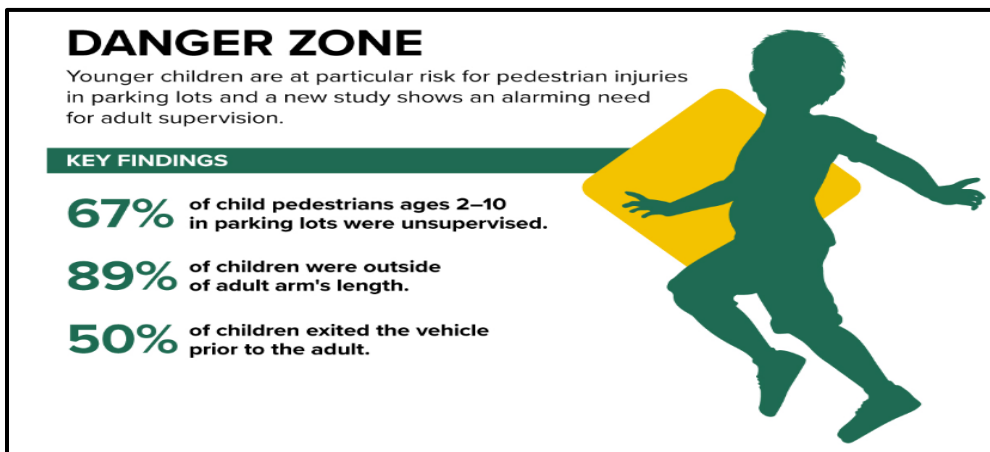 DANGER ZONE
Younger children are at particular risk for pedestrian injuries
in parking lots and a new study shows an alarming need
for adult supervision.
KEY FINDINGS
67% of child pedestrians ages 2–10
in parking lots were unsupervised.
89% of children were outside
of adult arm's length.
50% of children exited the vehicle
prior to the adult.